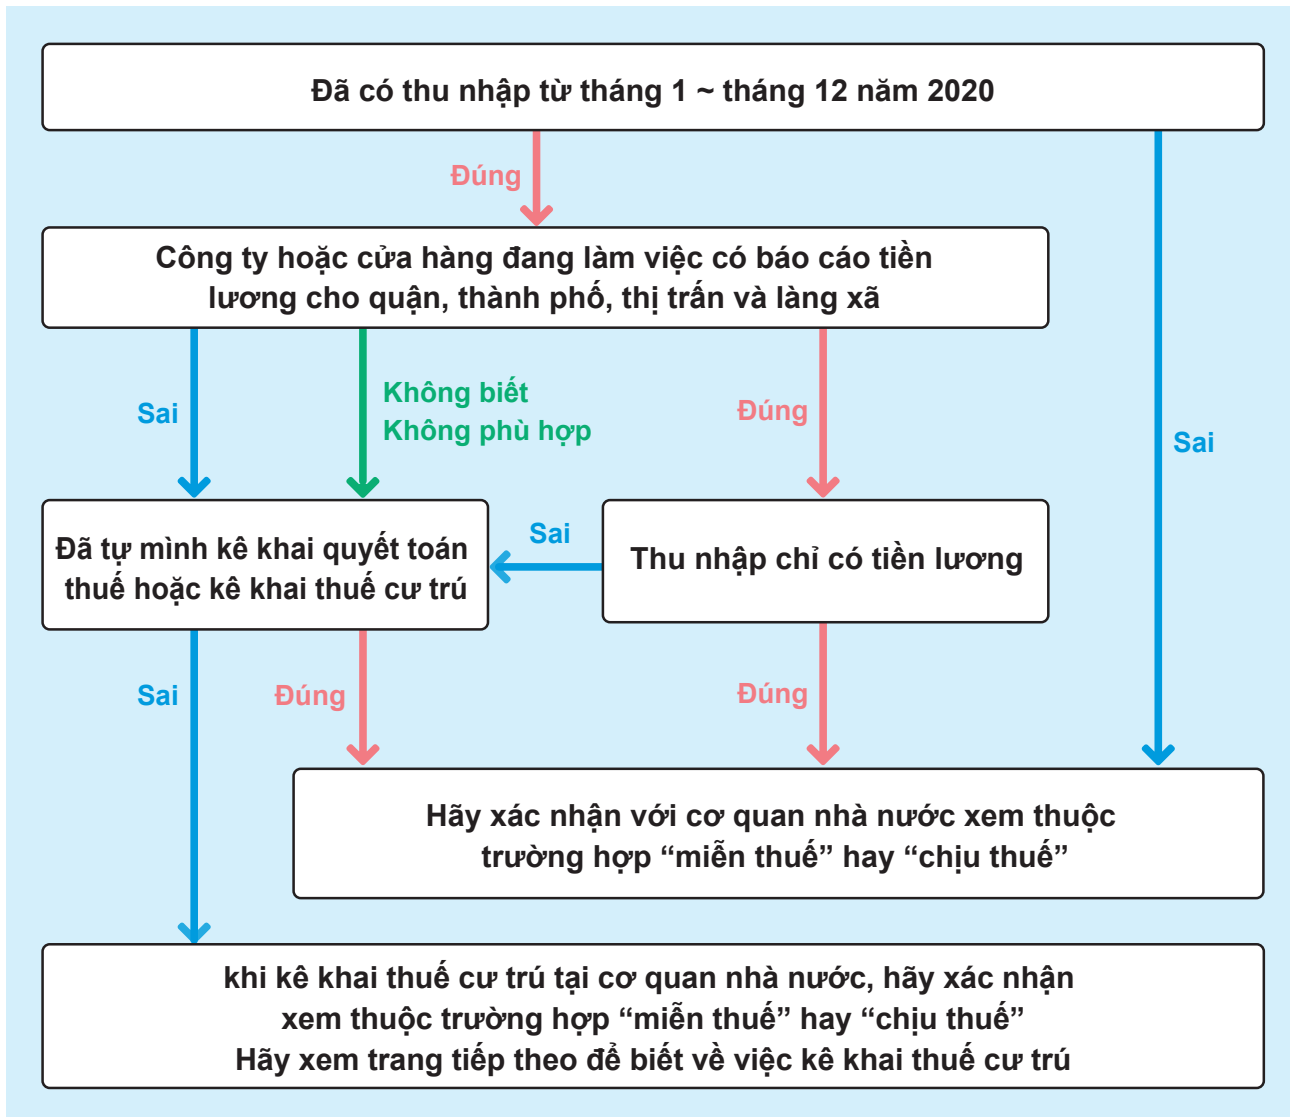 Đã có thu nhập từ tháng 1 ~ tháng 12 năm 2020
Đúng
Công ty hoặc cửa hàng đang làm việc có báo cáo tiền
lương cho quận, thành phố, thị trấn và làng xã
Sai
Không biết
Không phù hợp
Đúng
Sai
Đã tự mình kê khai quyết toán
thuế hoặc kê khai thuế cư trú
Sai
Thu nhập chỉ có tiền lương
Sai
Đúng
Đúng
Hãy xác nhận với cơ quan nhà nước xem thuộc
trường hợp “miễn thuế” hay “chịu thuế”
khi kê khai thuế cư trú tại cơ quan nhà nước, hãy xác nhận
xem thuộc trường hợp “miễn thuế” hay “chịu thuế”
Hãy xem trang tiếp theo để biết về việc kê khai thuế cư trú